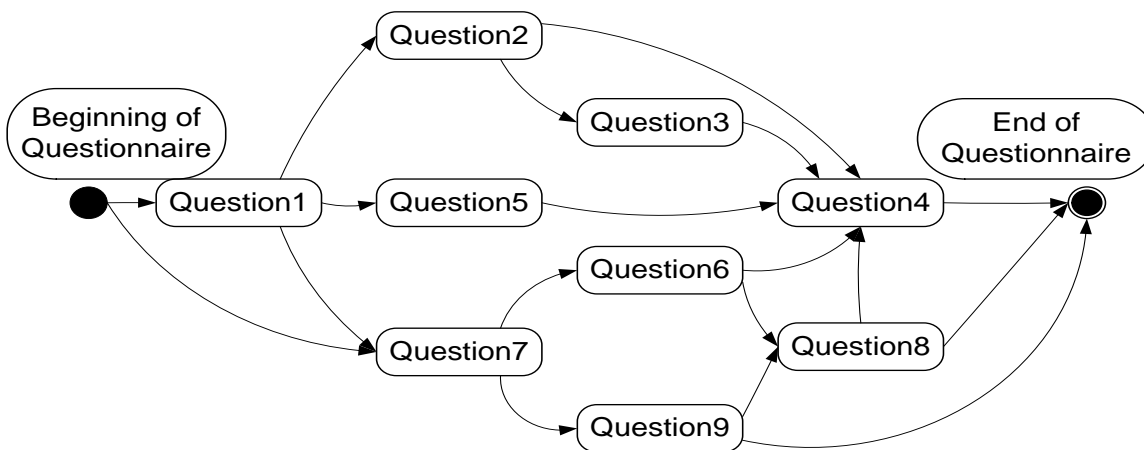 Question2
Beginning of
Questionnaire
Question3
End of
Questionnaire
Question1
Question5
Question4
Question6
Question7
Question8
Question9